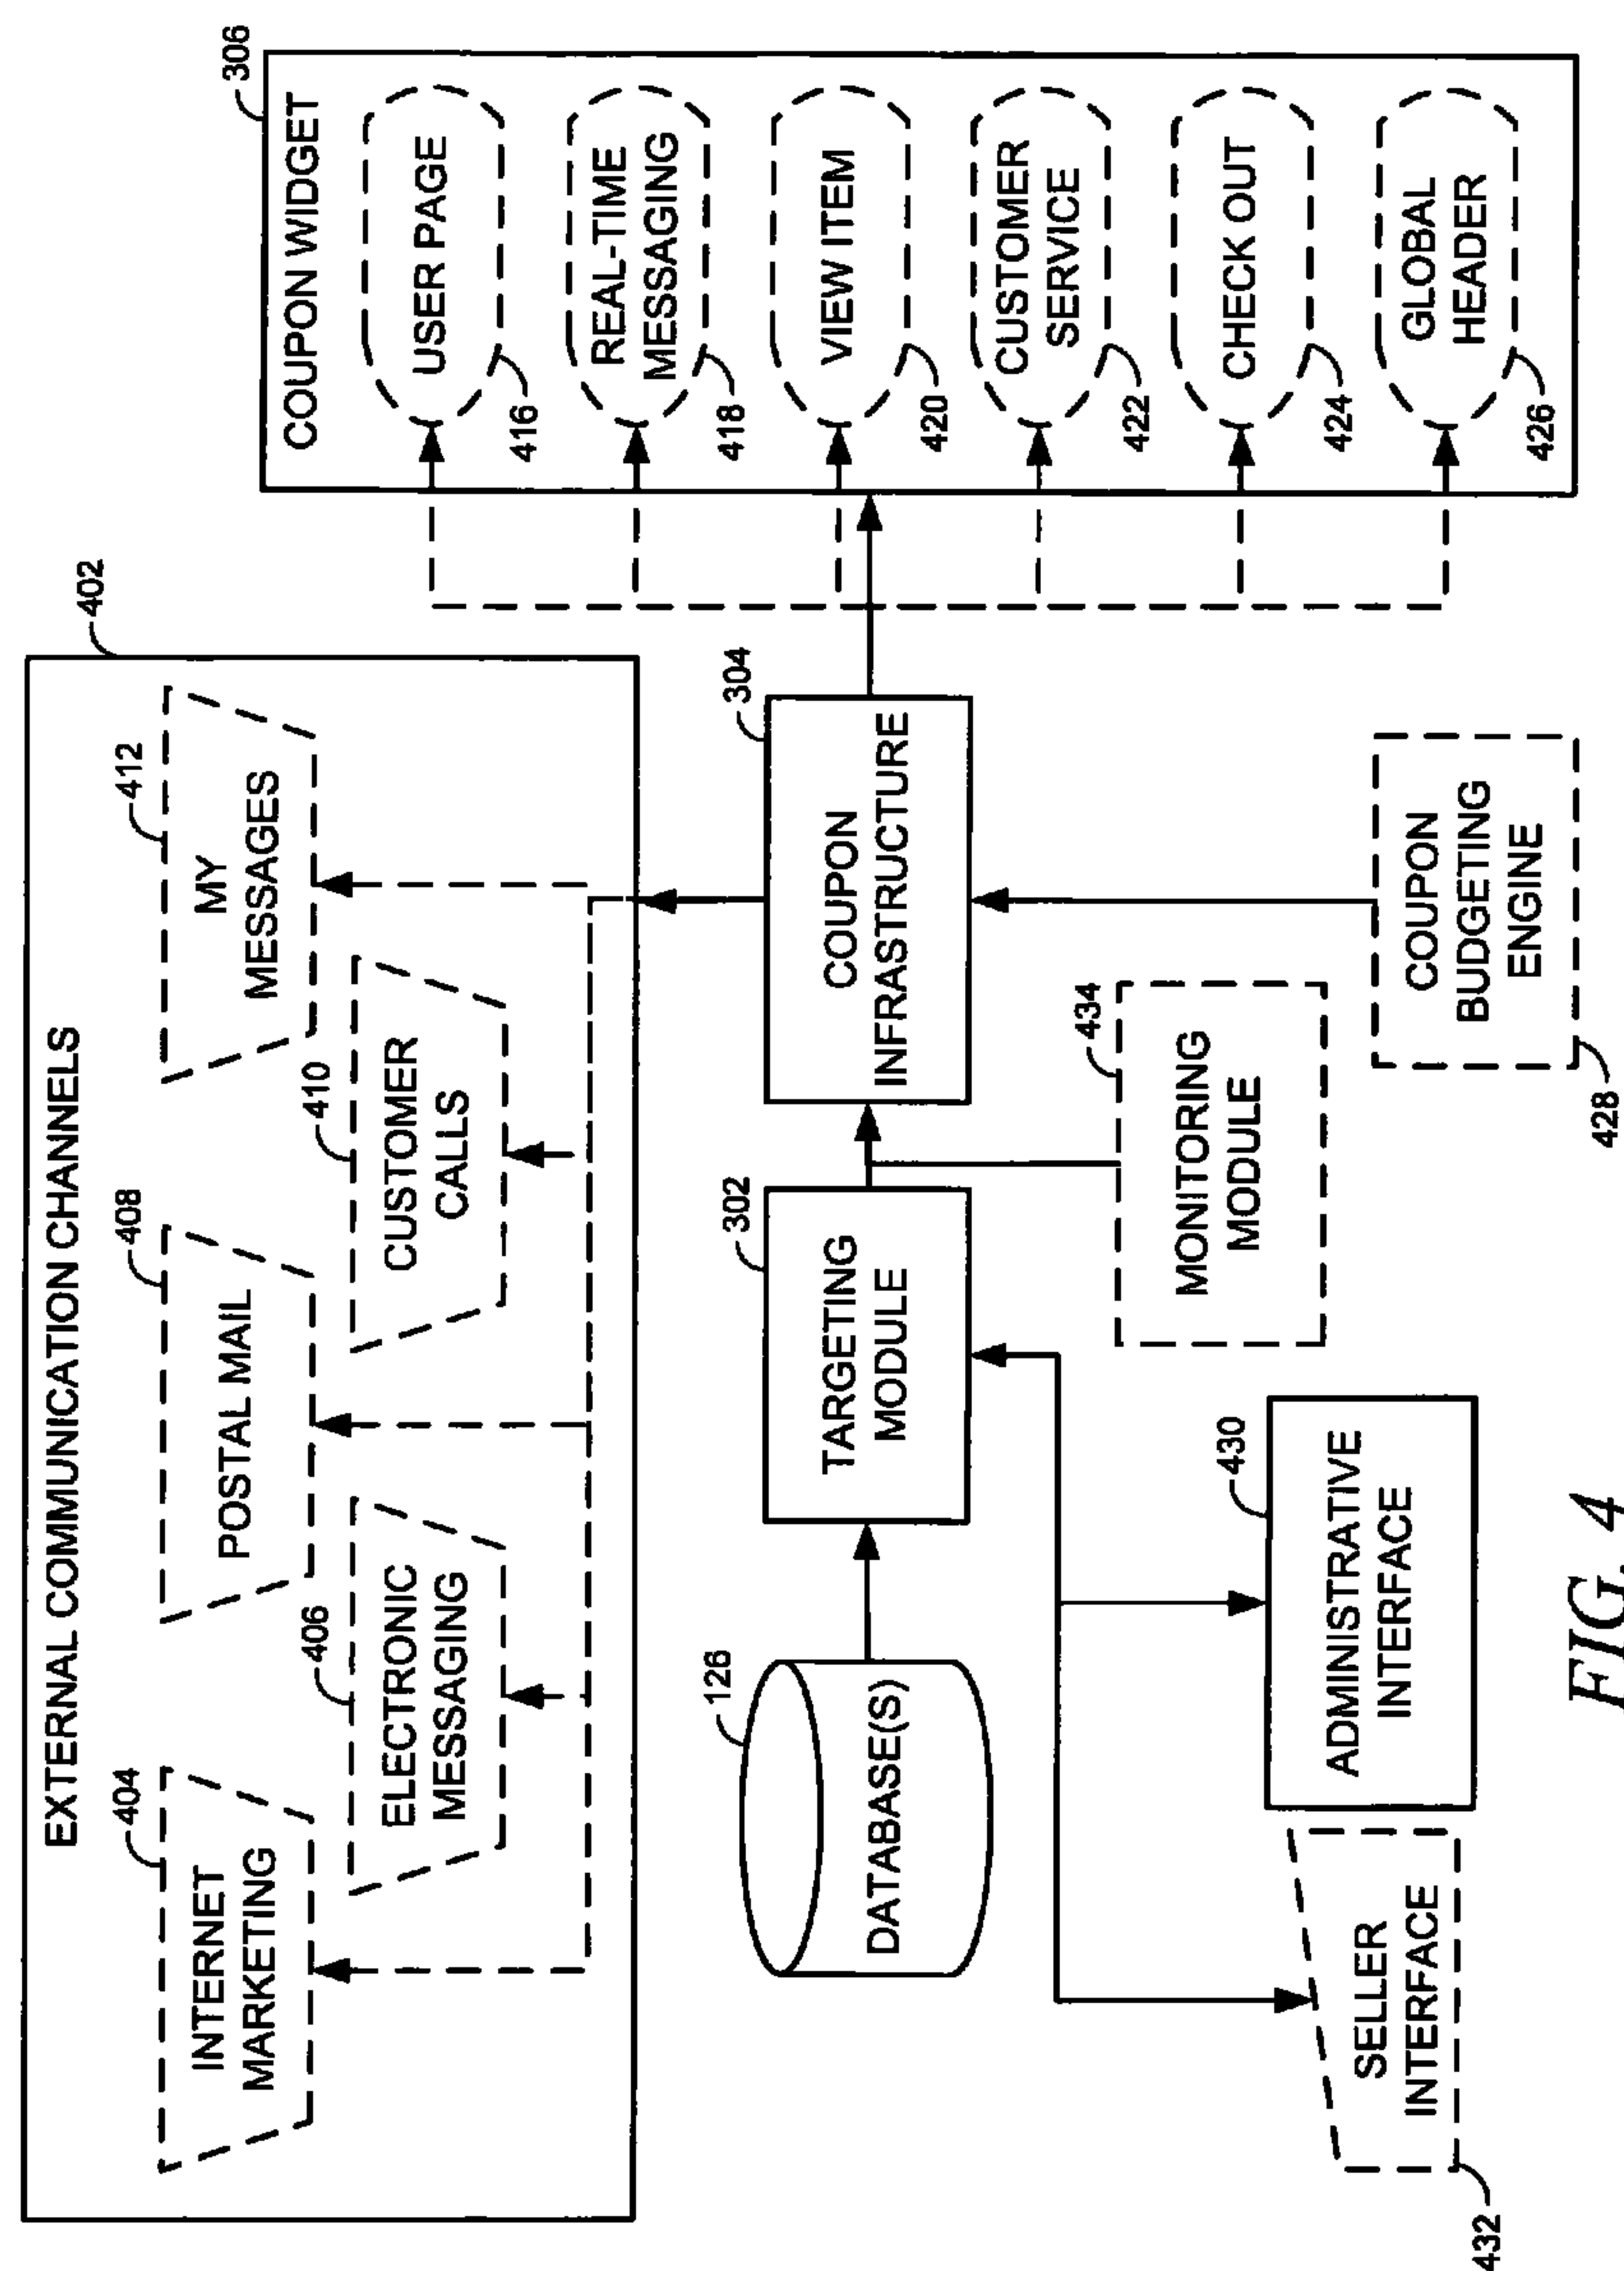 EXTERNAL COMMUNICATION CHANNELS
402
404
INTERNET
MARKETING
406
ELECTRONIC
MESSAGING
408
POSTAL MAIL
410
CUSTOMER
CALLS
412
MY
MESSAGES
126
DATABASE(S)
302
TARGETING
MODULE
304
COUPON
INFRASTRUCTURE
306
COUPON WIDGET
USER PAGE
416
REAL-TIME
MESSAGING
418
VIEW ITEM
420
CUSTOMER
SERVICE
422
CHECK OUT
424
GLOBAL
HEADER
426
434
MONITORING
MODULE
COUPON
BUDGETING
ENGINE
428
430
ADMINISTRATIVE
INTERFACE
SELLER
INTERFACE
432
FIG. 4